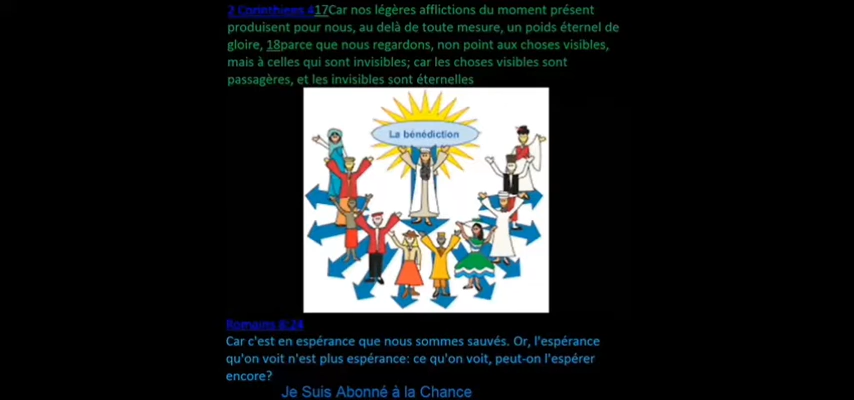 2 Corinthiens 417Car nos légères afflictions du moment présent
produisent pour nous, au delà de toute mesure, un poids éternel de
gloire, 18parce que nous regardons, non point aux choses visibles,
mais à celles qui sont invisibles; car les choses visibles sont
passagères, et les invisibles sont éternelles
La bénédiction
Romains 8:24
Car c'est en espérance que nous sommes sauvés. Or, l'espérance
qu'on voit n'est plus espérance: ce qu'on voit, peut-on l'espérer
encore?
Je Suis Abonné à la Chance